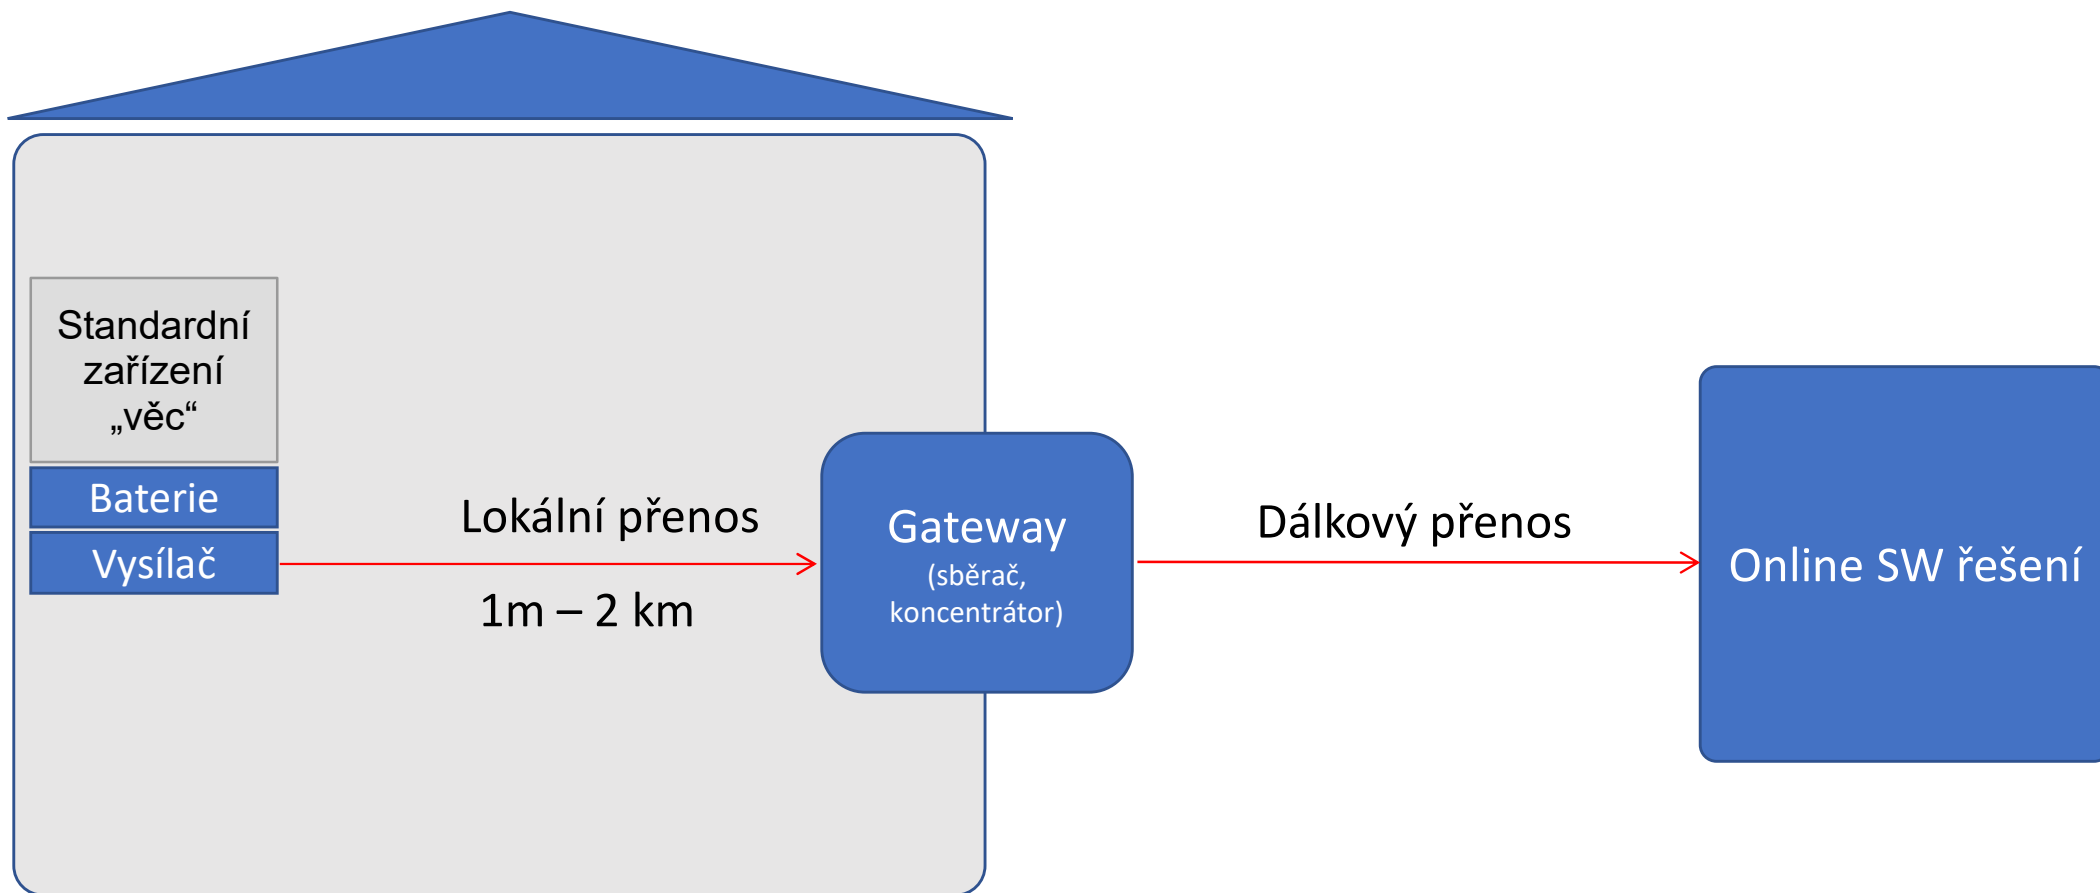 Standardní
zařízení
„věc“
Baterie
Vysílač
Lokální přenos
1m – 2 km
Gateway
(sběrač,
koncentrátor)
Dálkový přenos
Online SW řešení